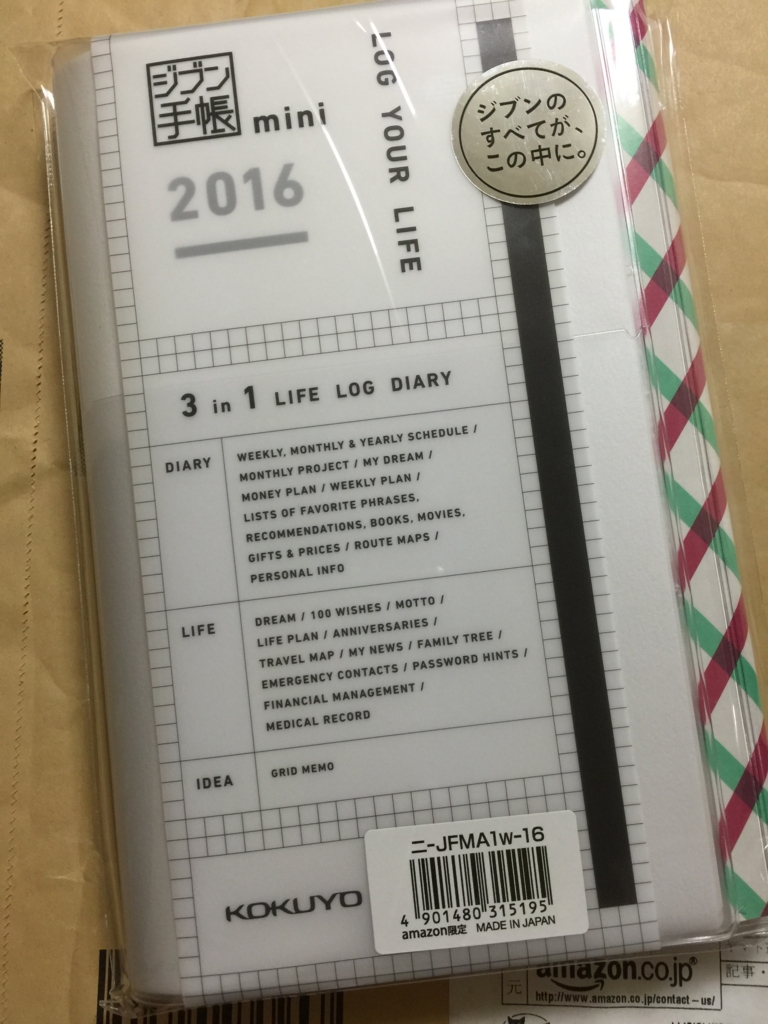 ジブン
手帳 mini
2016
LOG YOUR LIFE
ジブンの
すべてが、
この中に。
3 in 1 LIFE LOG DIARY
DIARY
WEEKLY, MONTHLY & YEARLY SCHEDULE /
MONTHLY PROJECT / MY DREAM /
MONEY PLAN / WEEKLY PLAN /
LISTS OF FAVORITE PHRASES,
RECOMMENDATIONS, BOOKS, MOVIES,
GIFTS & PRICES / ROUTE MAPS /
PERSONAL INFO
LIFE
DREAM / 100 WISHES / MOTTO /
LIFE PLAN / ANNIVERSARIES /
TRAVEL MAP / MY NEWS / FAMILY TREE /
EMERGENCY CONTACTS / PASSWORD HINTS /
FINANCIAL MANAGEMENT /
MEDICAL RECORD
IDEA
GRID MEMO
KOKUYO
ニ-JFMA1W-16
4 901480 315195
amazon限定 MADE IN JAPAN
元
amazon.co.jp
http://www.amazon.co.jp/contact-us/
記事・